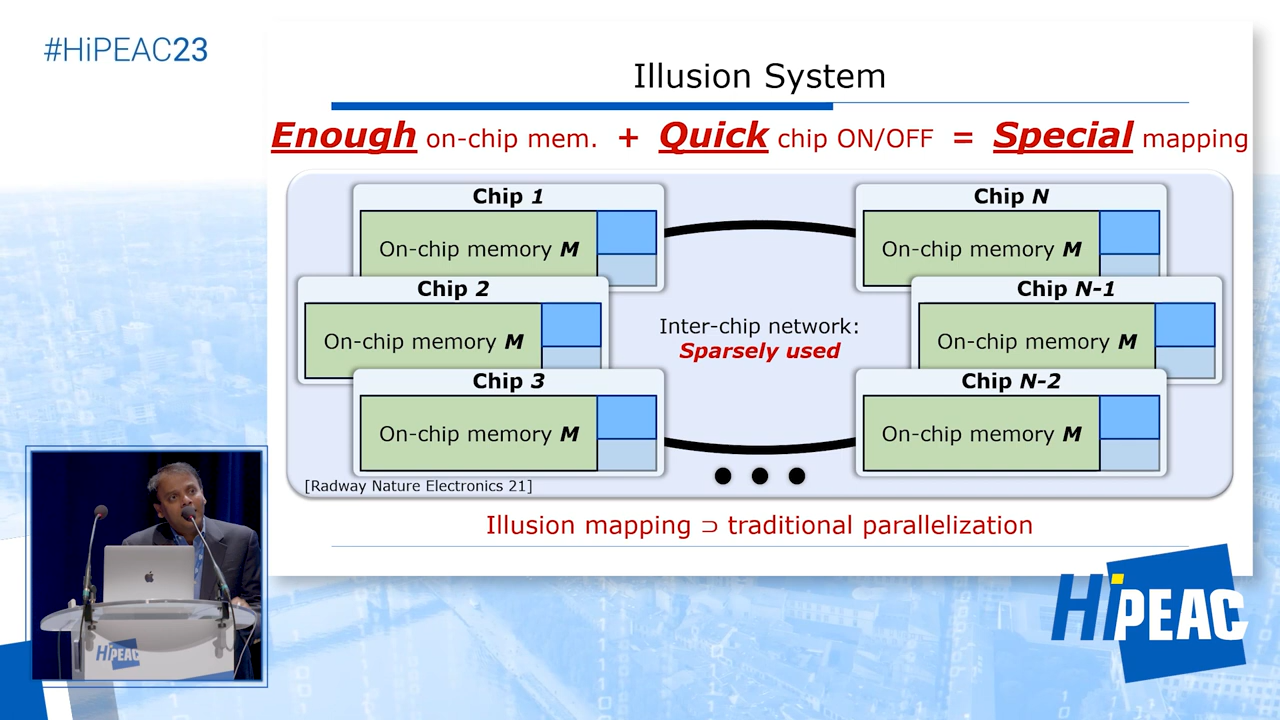 #HiPEAC23
Illusion System
Enough on-chip mem. + Quick chip ON/OFF = Special mapping
Chip 1
On-chip memory M
Chip N
On-chip memory M
Chip 2
On-chip memory M
Chip N-1
On-chip memory M
Inter-chip network:
Sparsely used
Chip 3
On-chip memory M
Chip N-2
On-chip memory M
[Radway Nature Electronics 21]
Illusion mapping ⊃ traditional parallelization
HiPEAC
HiPEAC